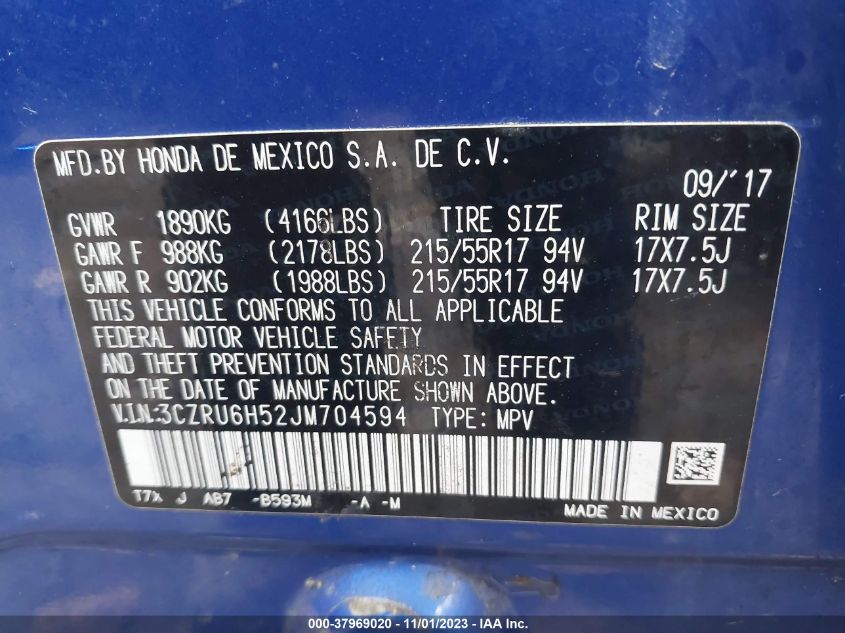 MFD.BY HONDA DE MEXICO S.A. DE C.V.
09/'17
GVWR 1890KG (4166LBS) TIRE SIZE RIM SIZE
GAWR F 988KG (2178LBS) 215/55R17 94V 17X7.5J
GAWR R 902KG (1988LBS) 215/55R17 94V 17X7.5J
THIS VEHICLE CONFORMS TO ALL APPLICABLE
FEDERAL MOTOR VEHICLE SAFETY
AND THEFT PREVENTION STANDARDS IN EFFECT
ON THE DATE OF MANUFACTURE SHOWN ABOVE.
V.I.N:3CZRU6H52JM704594 TYPE: MPV
T7X J AB7 -B593M -A -M
MADE IN MEXICO
000-37969020 - 11/01/2023 - IAA Inc.